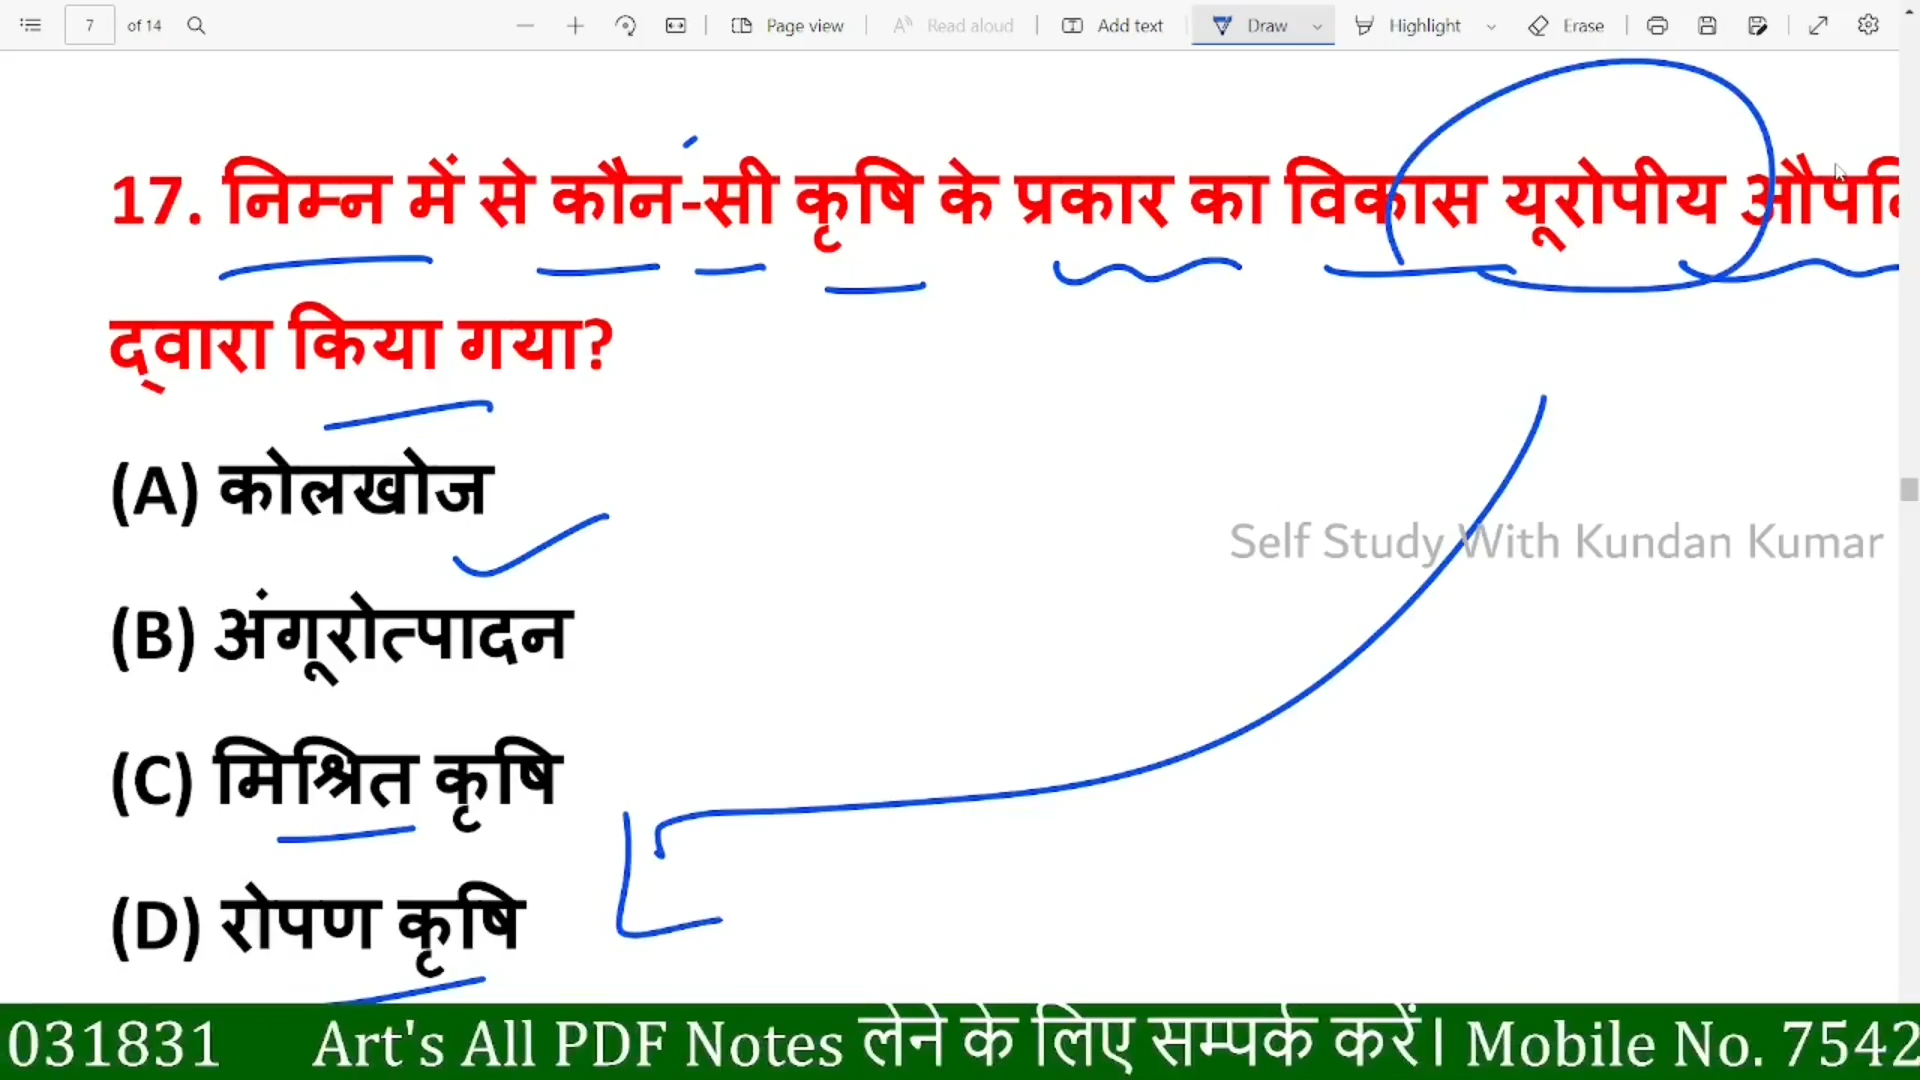 7 of 14 Page view Read aloud Add text Draw Highlight Erase
17. निम्न में से कौन-सी कृषि के प्रकार का विकास यूरोपीय
द्वारा किया गया?
(A) कोलखोज
Self Study With Kundan Kumar
(B) अंगूरोत्पादन
(C) मिश्रित कृषि
(D) रोपण कृषि
031831 Art's All PDF Notes लेने के लिए सम्पर्क करें। Mobile No. 7542